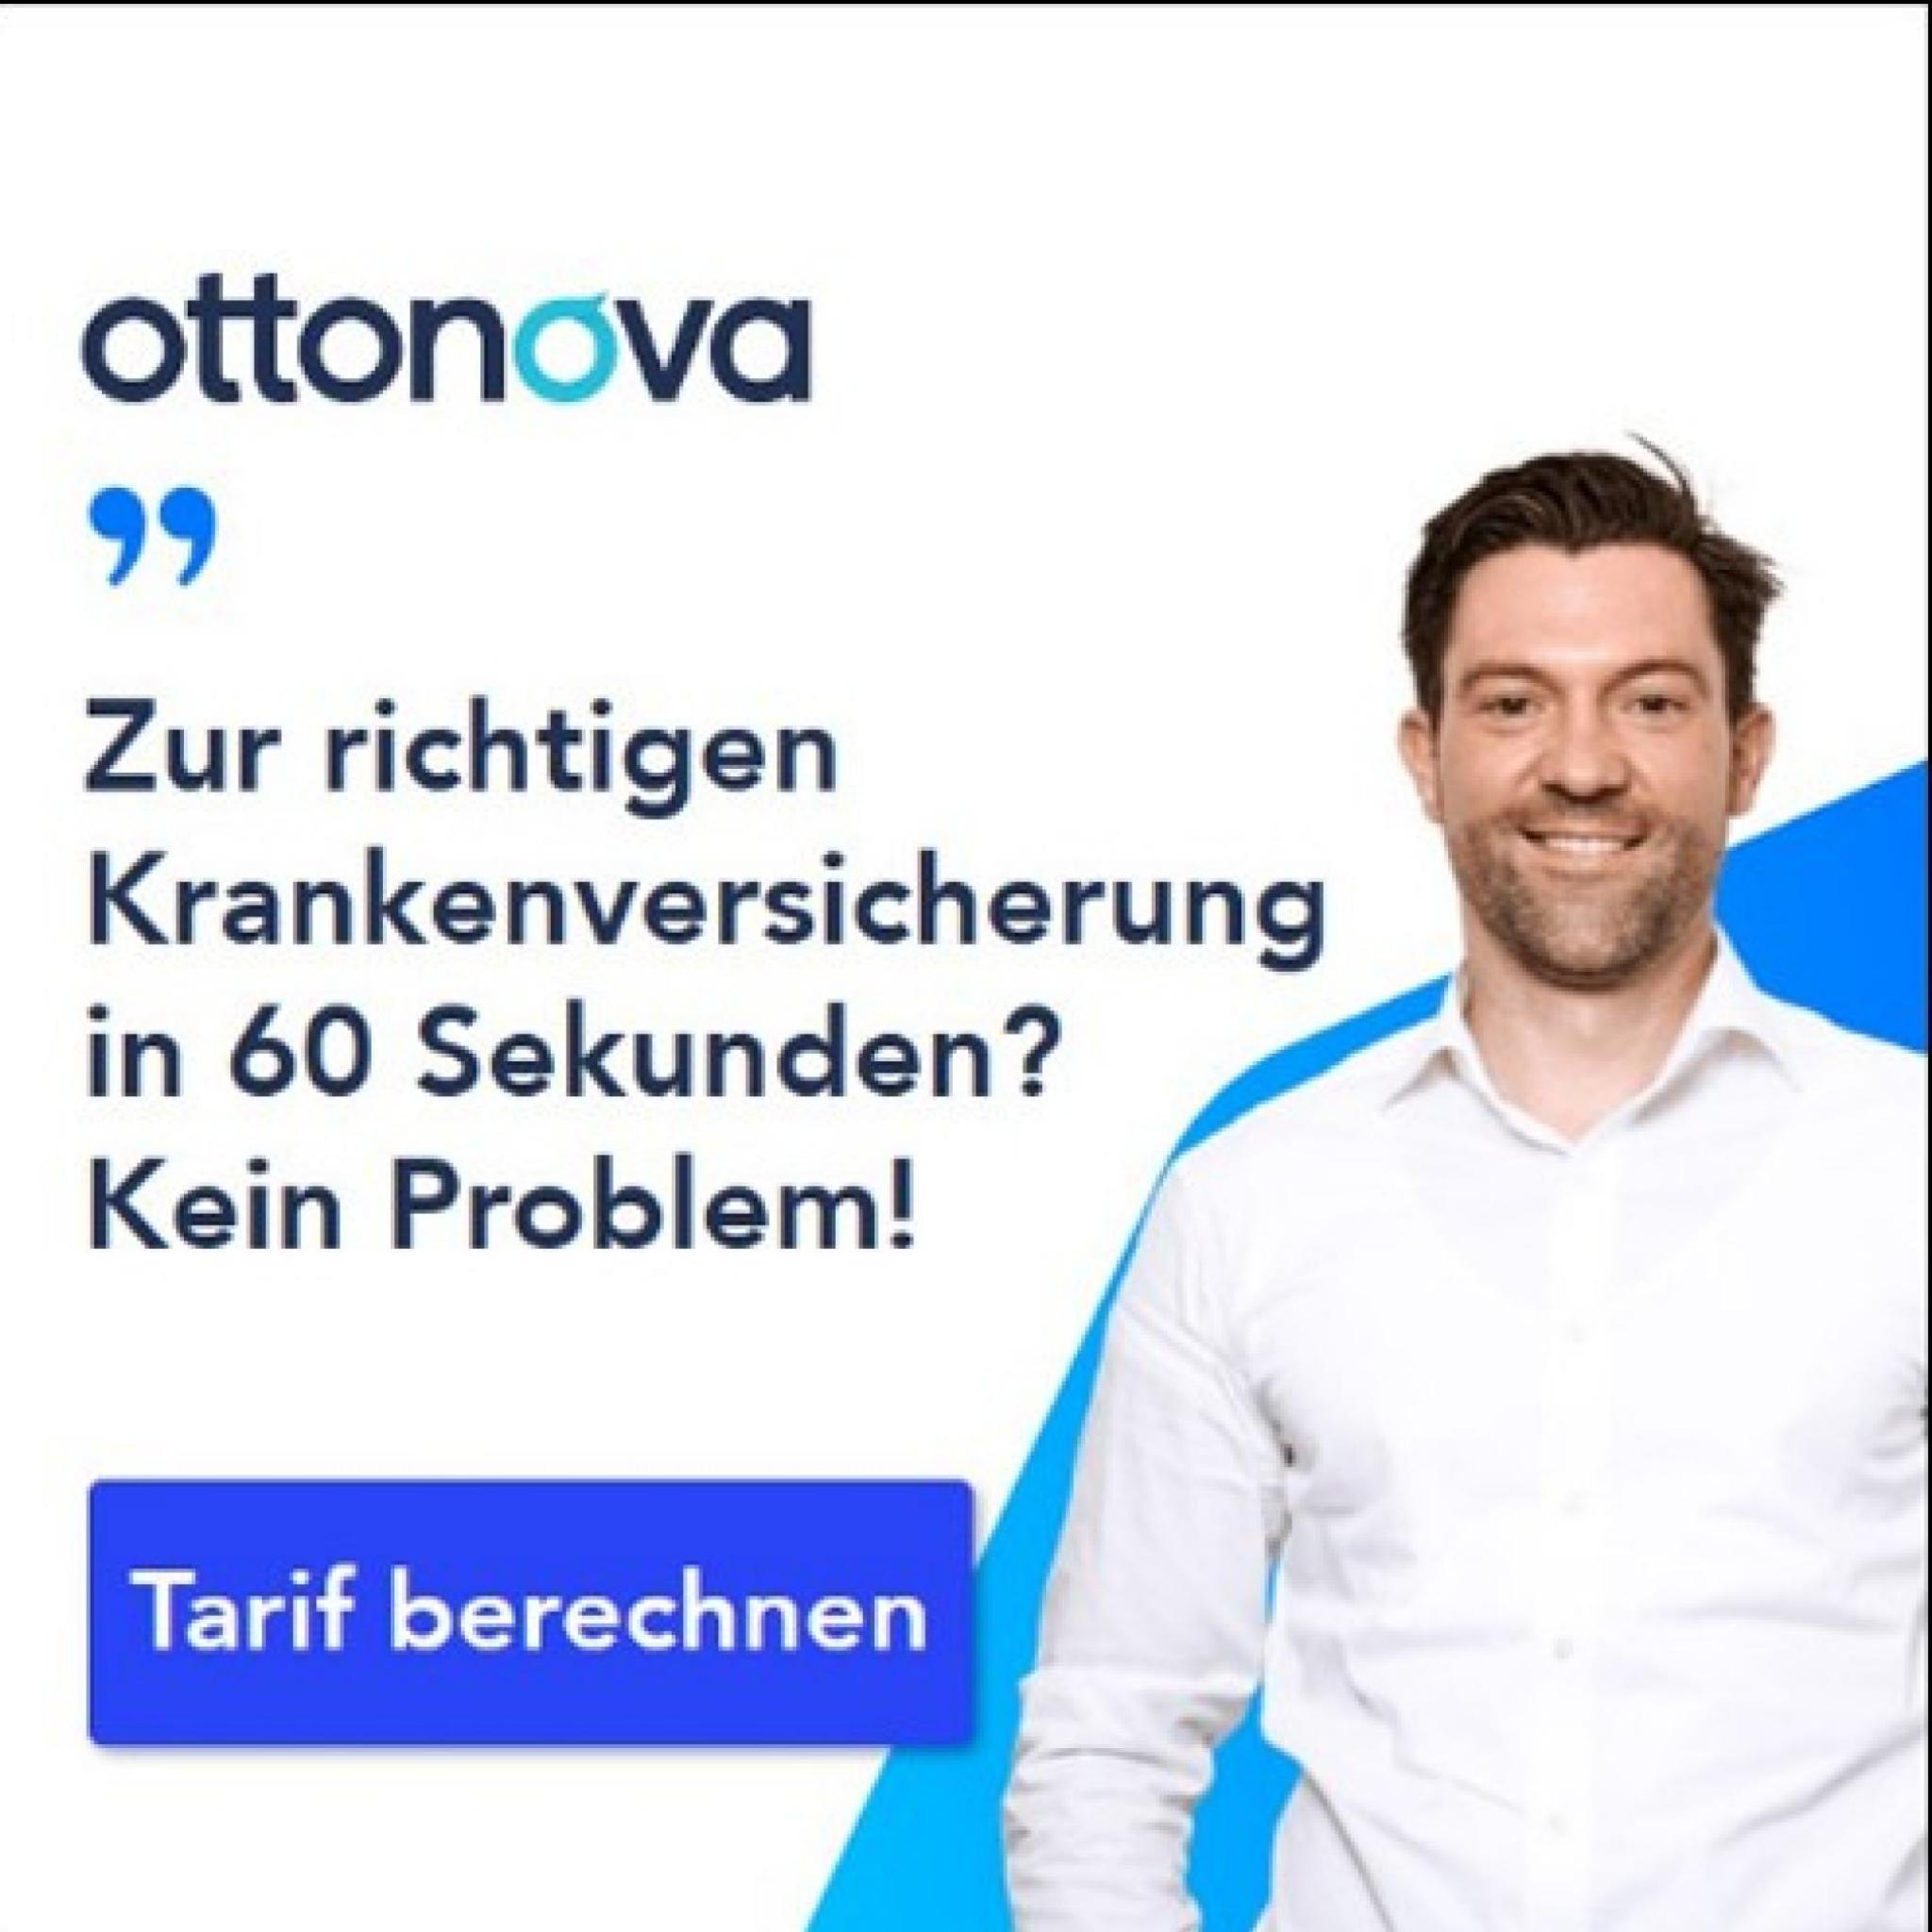 ottonova
”
Zur richtigen
Krankenversicherung
in 60 Sekunden?
Kein Problem!
Tarif berechnen